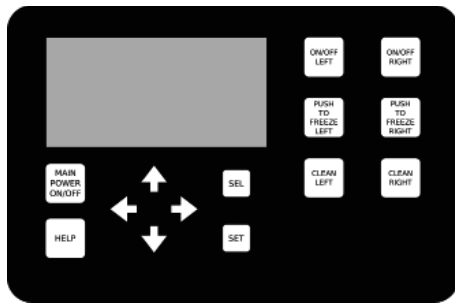 ON/OFF
LEFT
ON/OFF
RIGHT
PUSH
TO
FREEZE
LEFT
PUSH
TO
FREEZE
RIGHT
MAIN
POWER
ON/OFF
SEL
CLEAN
LEFT
CLEAN
RIGHT
HELP
SET